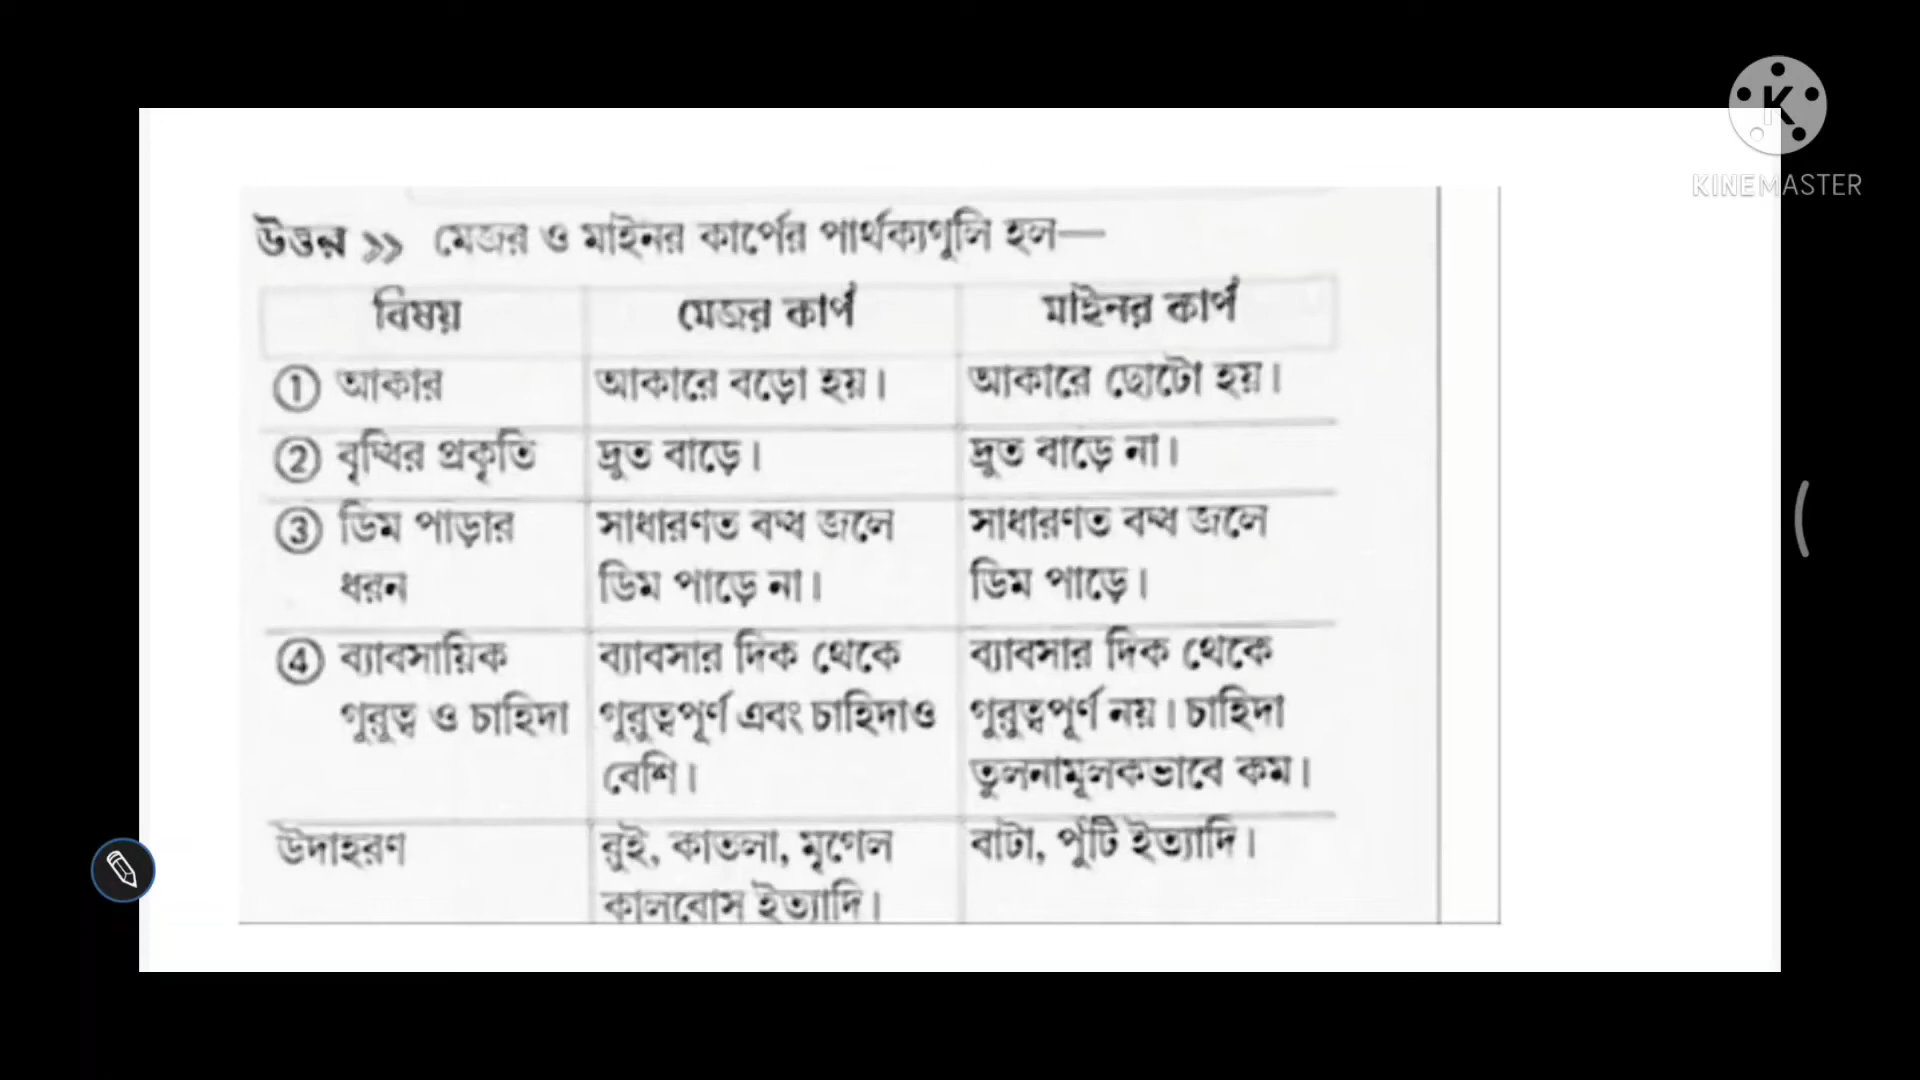 KINEMASTER
উত্তর >> মেজর ও মাইনর কার্পের পার্থক্যগুলি হল—
বিষয় মেজর কার্প মাইনর কার্প
① আকার আকারে বড়ো হয়। আকারে ছোটো হয়।
② বৃদ্ধির প্রকৃতি দ্রুত বাড়ে। দ্রুত বাড়ে না।
③ ডিম পাড়ার সাধারণত বদ্ধ জলে সাধারণত বদ্ধ জলে
ধরন ডিম পাড়ে না। ডিম পাড়ে।
④ ব্যাবসায়িক ব্যাবসার দিক থেকে ব্যাবসার দিক থেকে
গুরুত্ব ও চাহিদা গুরুত্বপূর্ণ এবং চাহিদাও গুরুত্বপূর্ণ নয়। চাহিদা
বেশি। তুলনামূলকভাবে কম।
উদাহরণ রুই, কাতলা, মৃগেল বাটা, পুঁটি ইত্যাদি।
কালবোস ইত্যাদি।